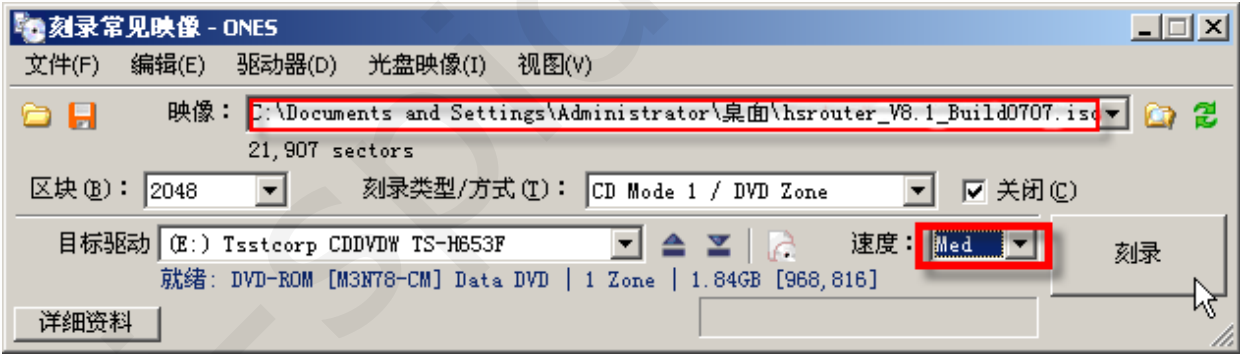 刻录常见映像 - ONES
文件(F) 编辑(E) 驱动器(D) 光盘映像(I) 视图(V)
映像： C:\Documents and Settings\Administrator\桌面\hsrouter_V8.1_Build0707.iso
21,907 sectors
区块(B)： 2048 刻录类型/方式(T)： CD Mode 1 / DVD Zone 关闭(C)
目标驱动 (E:) Tsstcorp CDDVDW TS-H653F 速度： Med 刻录
就绪: DVD-ROM [M3N78-CM] Data DVD | 1 Zone | 1.84GB [968,816]
详细资料